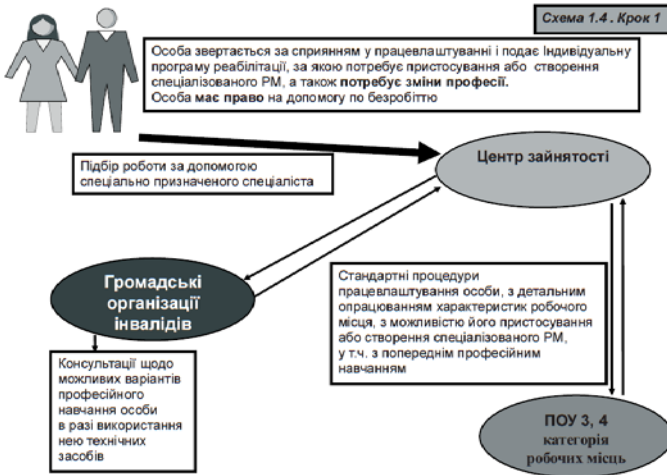 Схема 1.4 . Крок 1
Особа звертається за сприянням у працевлаштуванні і подає Індивідуальну
програму реабілітації, за якою потребує пристосування або створення
спеціалізованого РМ, а також потребує зміни професії.
Особа має право на допомогу по безробіттю
Підбір роботи за допомогою
спеціально призначеного спеціаліста
Центр зайнятості
Громадські
організації
інвалідів
Стандартні процедури
працевлаштування особи, з детальним
опрацюванням характеристик робочого
місця, з можливістю його пристосування
або створення спеціалізованого РМ,
у т.ч. з попереднім професійним
навчанням
Консультації щодо
можливих варіантів
професійного
навчання особи
в разі використання
нею технічних
засобів
ПОУ 3, 4
категорія
робочих місць